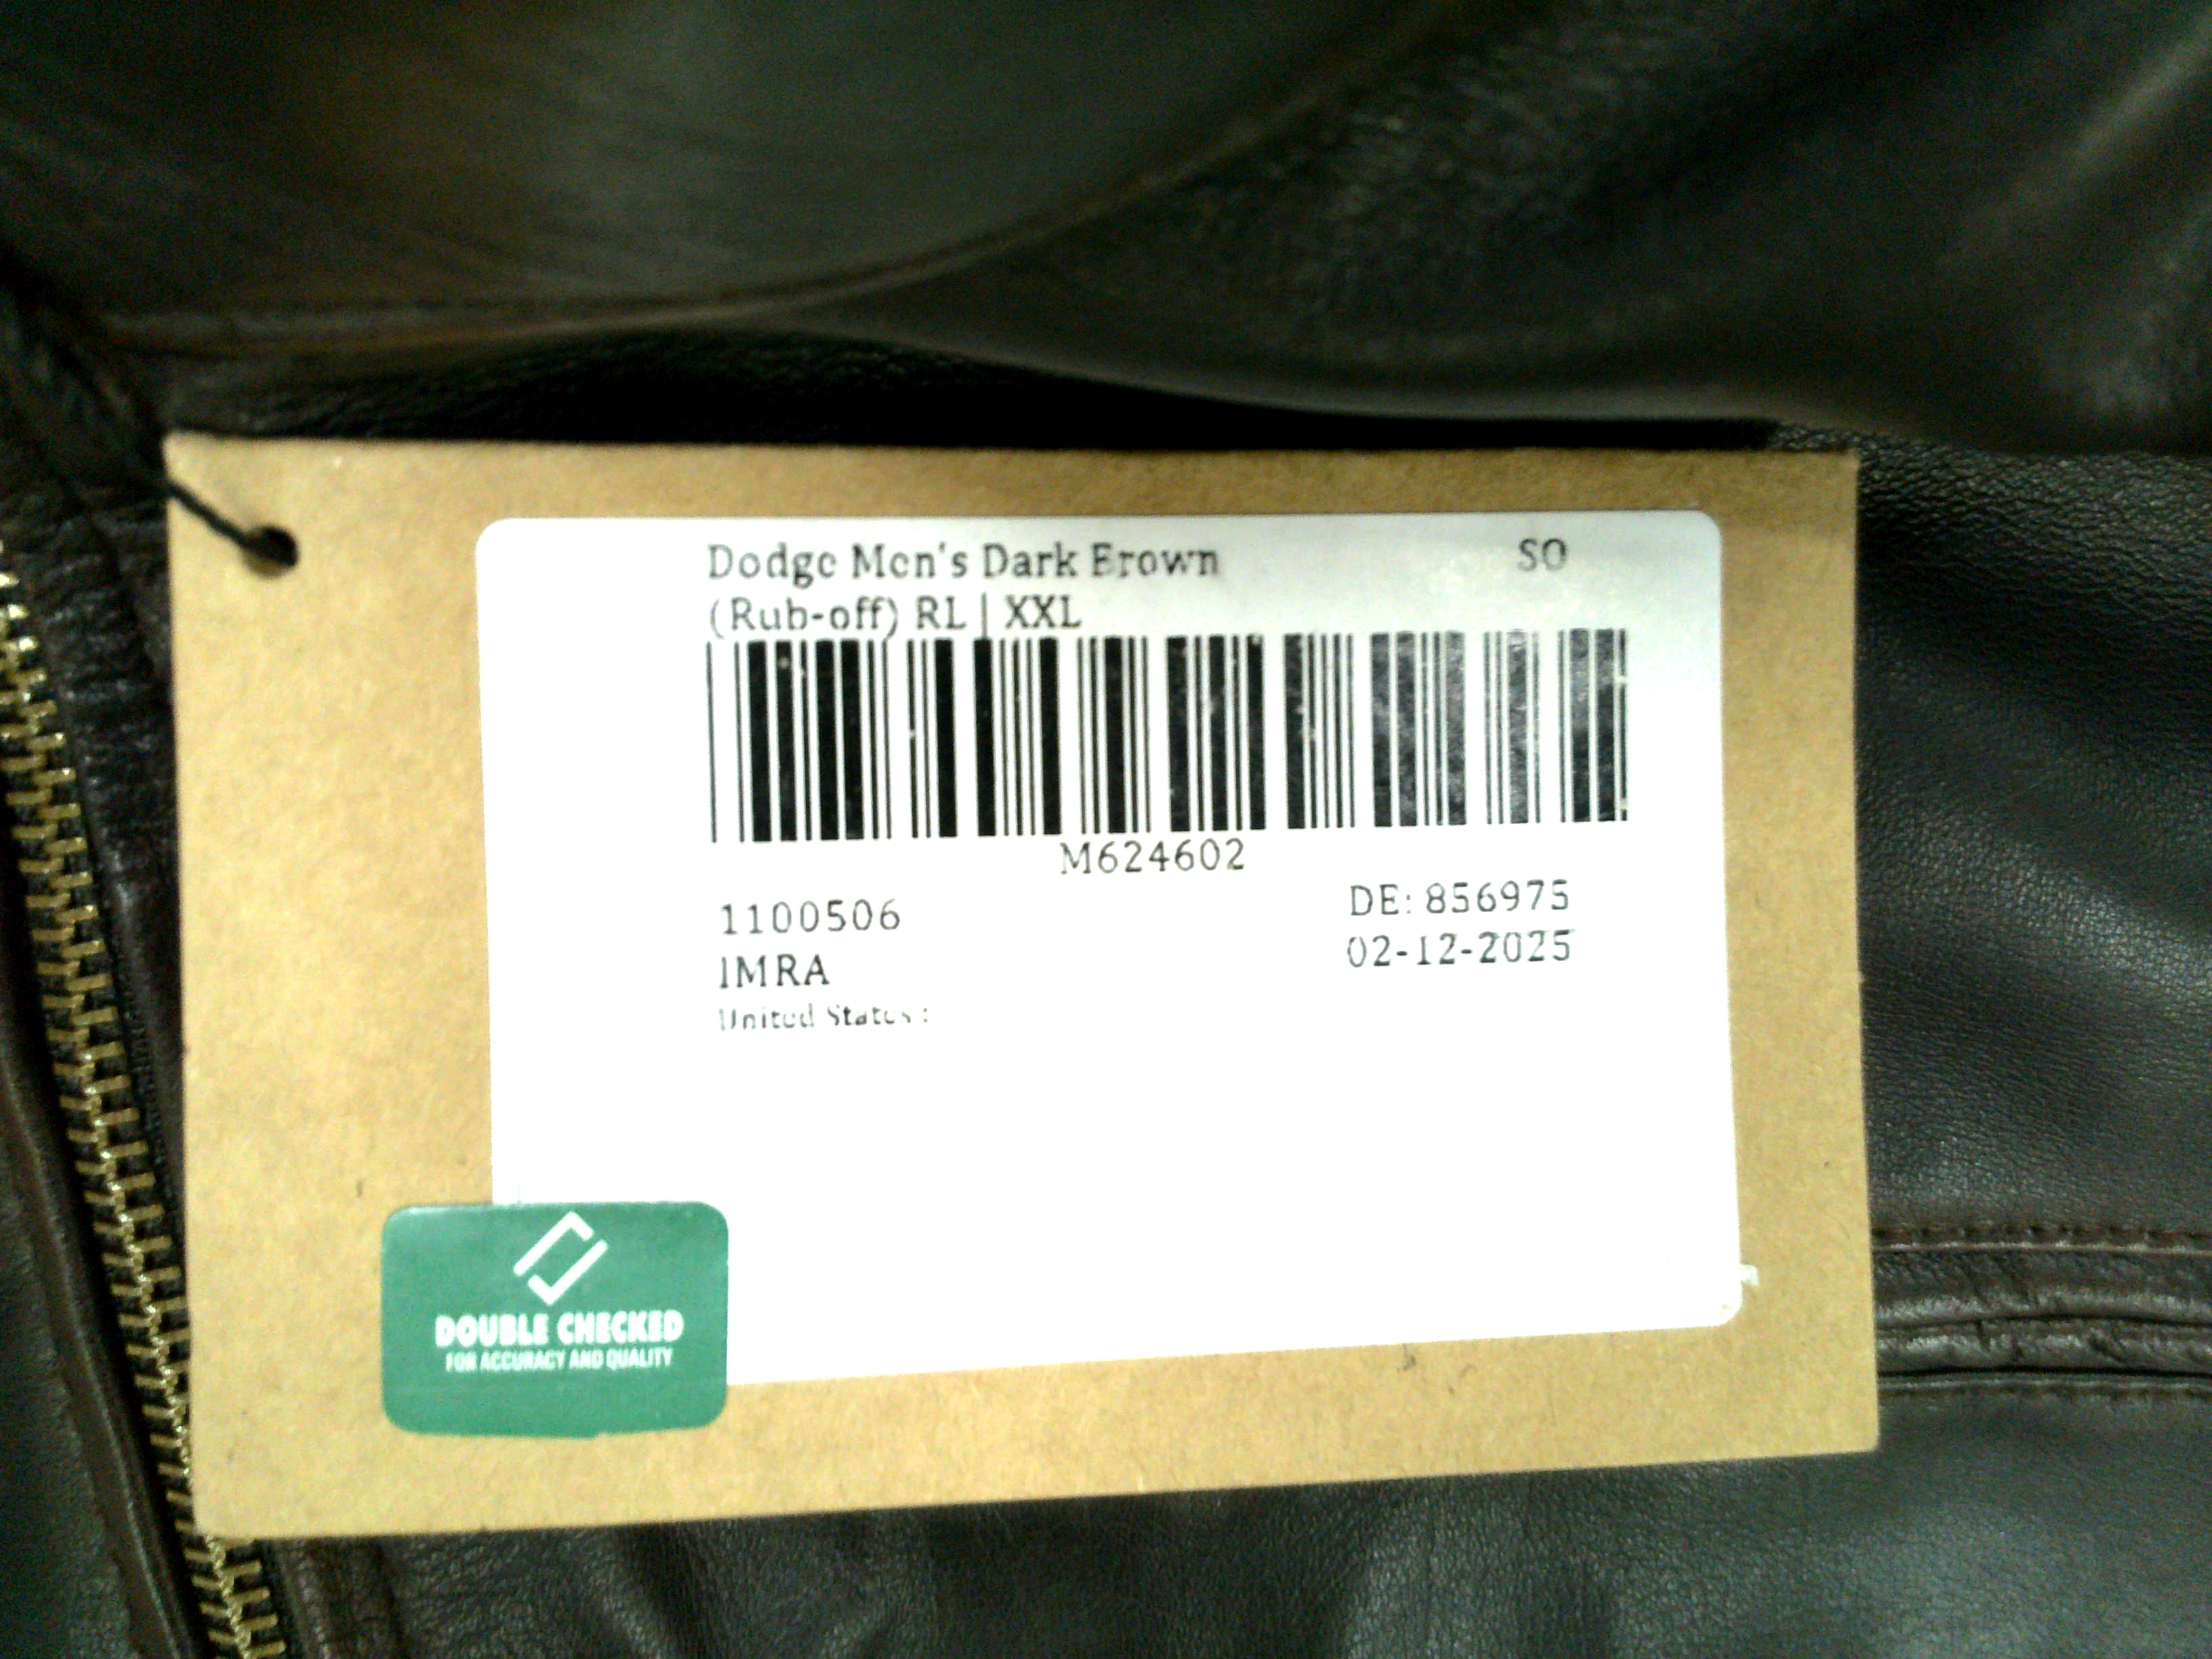 Dodge Men's Dark Brown SO
(Rub-off) RL | XXL
M624602
1100506 DE: 856975
IMRA 02-12-2025
United States :
DOUBLE CHECKED
FOR ACCURACY AND QUALITY